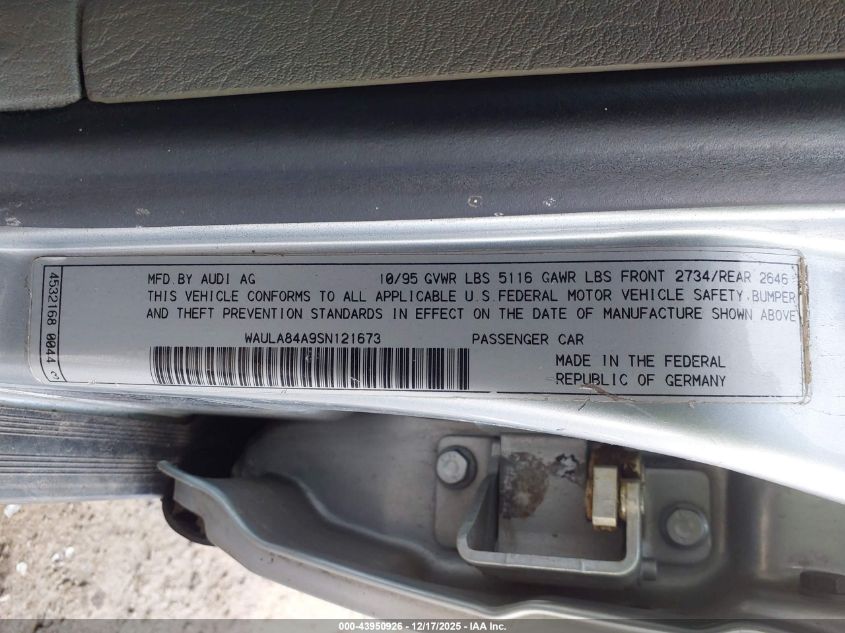 MFD.BY AUDI AG 10/95 GVWR LBS 5116 GAWR LBS FRONT 2734/REAR 2646
THIS VEHICLE CONFORMS TO ALL APPLICABLE U.S.FEDERAL MOTOR VEHICLE SAFETY.BUMPER
AND THEFT PREVENTION STANDARDS IN EFFECT ON THE DATE OF MANUFACTURE SHOWN ABOVE
WAULA84A9SN121673 PASSENGER CAR
MADE IN THE FEDERAL
REPUBLIC OF GERMANY
4532168 0044
000-43950926 – 12/17/2025 – IAA Inc.